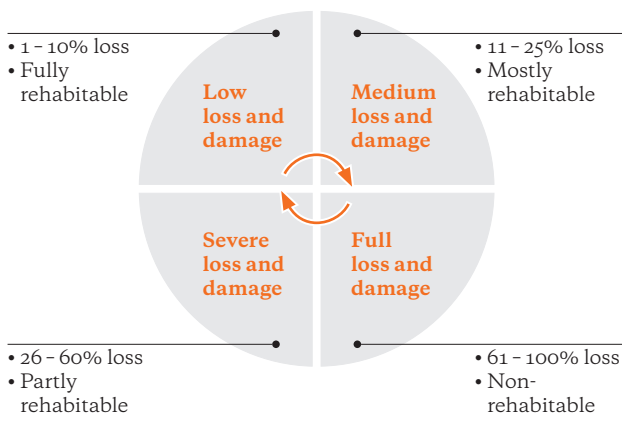 • 1 – 10% loss
• Fully
rehabitable
Low
loss and
damage
Medium
loss and
damage
• 11 – 25% loss
• Mostly
rehabitable
Severe
loss and
damage
Full
loss and
damage
• 26 – 60% loss
• Partly
rehabitable
• 61 – 100% loss
• Non-
rehabitable